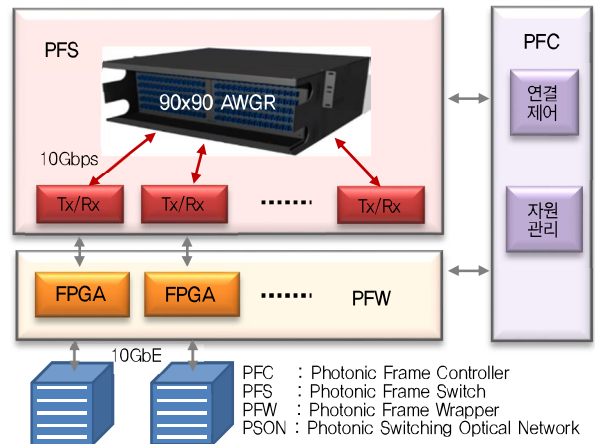 PFS
PFC
90x90 AWGR
연결
제어
10Gbps
Tx/Rx
Tx/Rx
Tx/Rx
자원
관리
FPGA
FPGA
PFW
10GbE
PFC : Photonic Frame Controller
PFS : Photonic Frame Switch
PFW : Photonic Frame Wrapper
PSON : Photonic Switching Optical Network